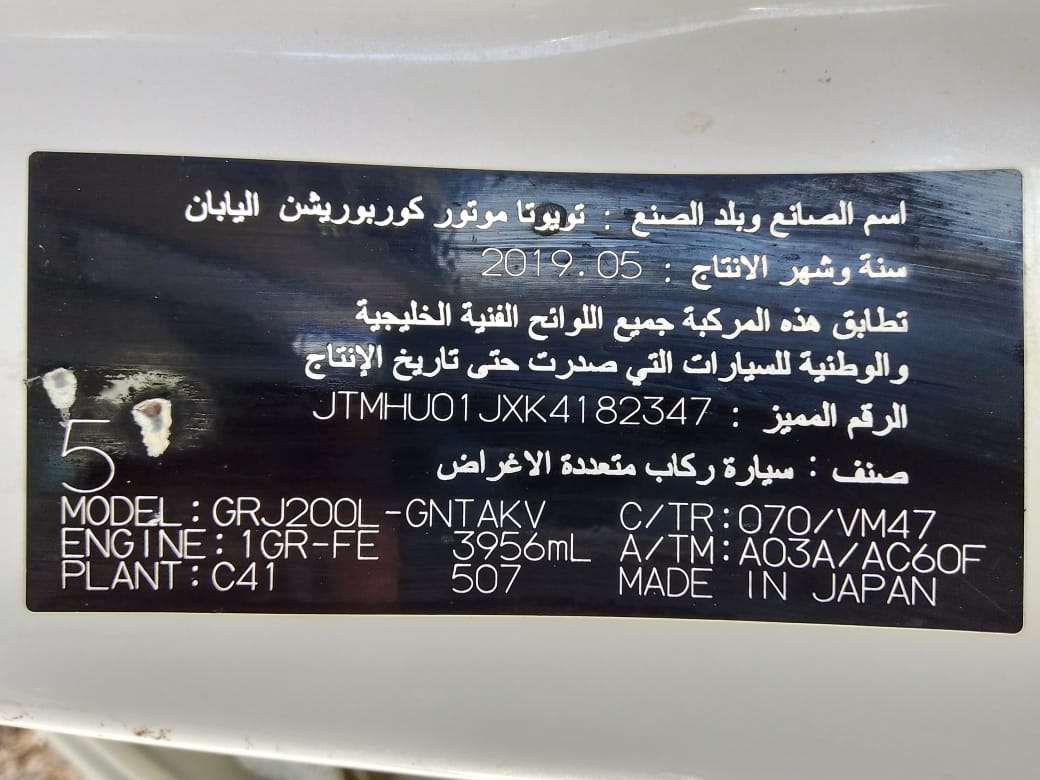 اسم الصانع وبلد الصنع : تويوتا موتور كوربوريشن اليابان
سنة وشهر الانتاج : 2019.05
تطابق هذه المركبة جميع اللوائح الفنية الخليجية
والوطنية للسيارات التي صدرت حتى تاريخ الإنتاج
الرقم المميز : JTMHU01JXK4182347
صنف : سيارة ركاب متعددة الاغراض
5
MODEL:GRJ200L-GNTAKV C/TR:070/VM47
ENGINE:1GR-FE 3956mL A/TM:A03A/AC60F
PLANT:C41 507 MADE IN JAPAN